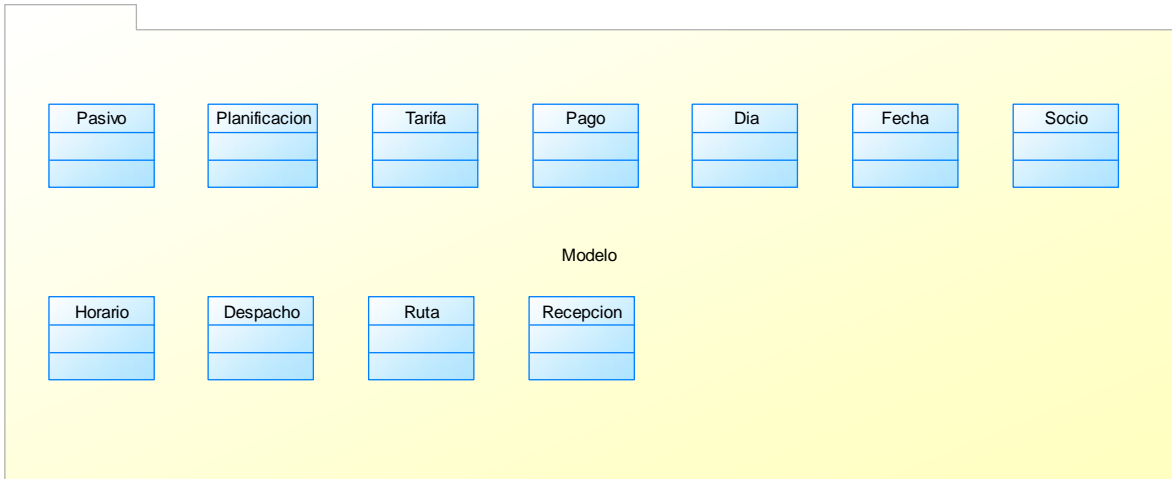 Pasivo
Planificacion
Tarifa
Pago
Dia
Fecha
Socio
Modelo
Horario
Despacho
Ruta
Recepcion